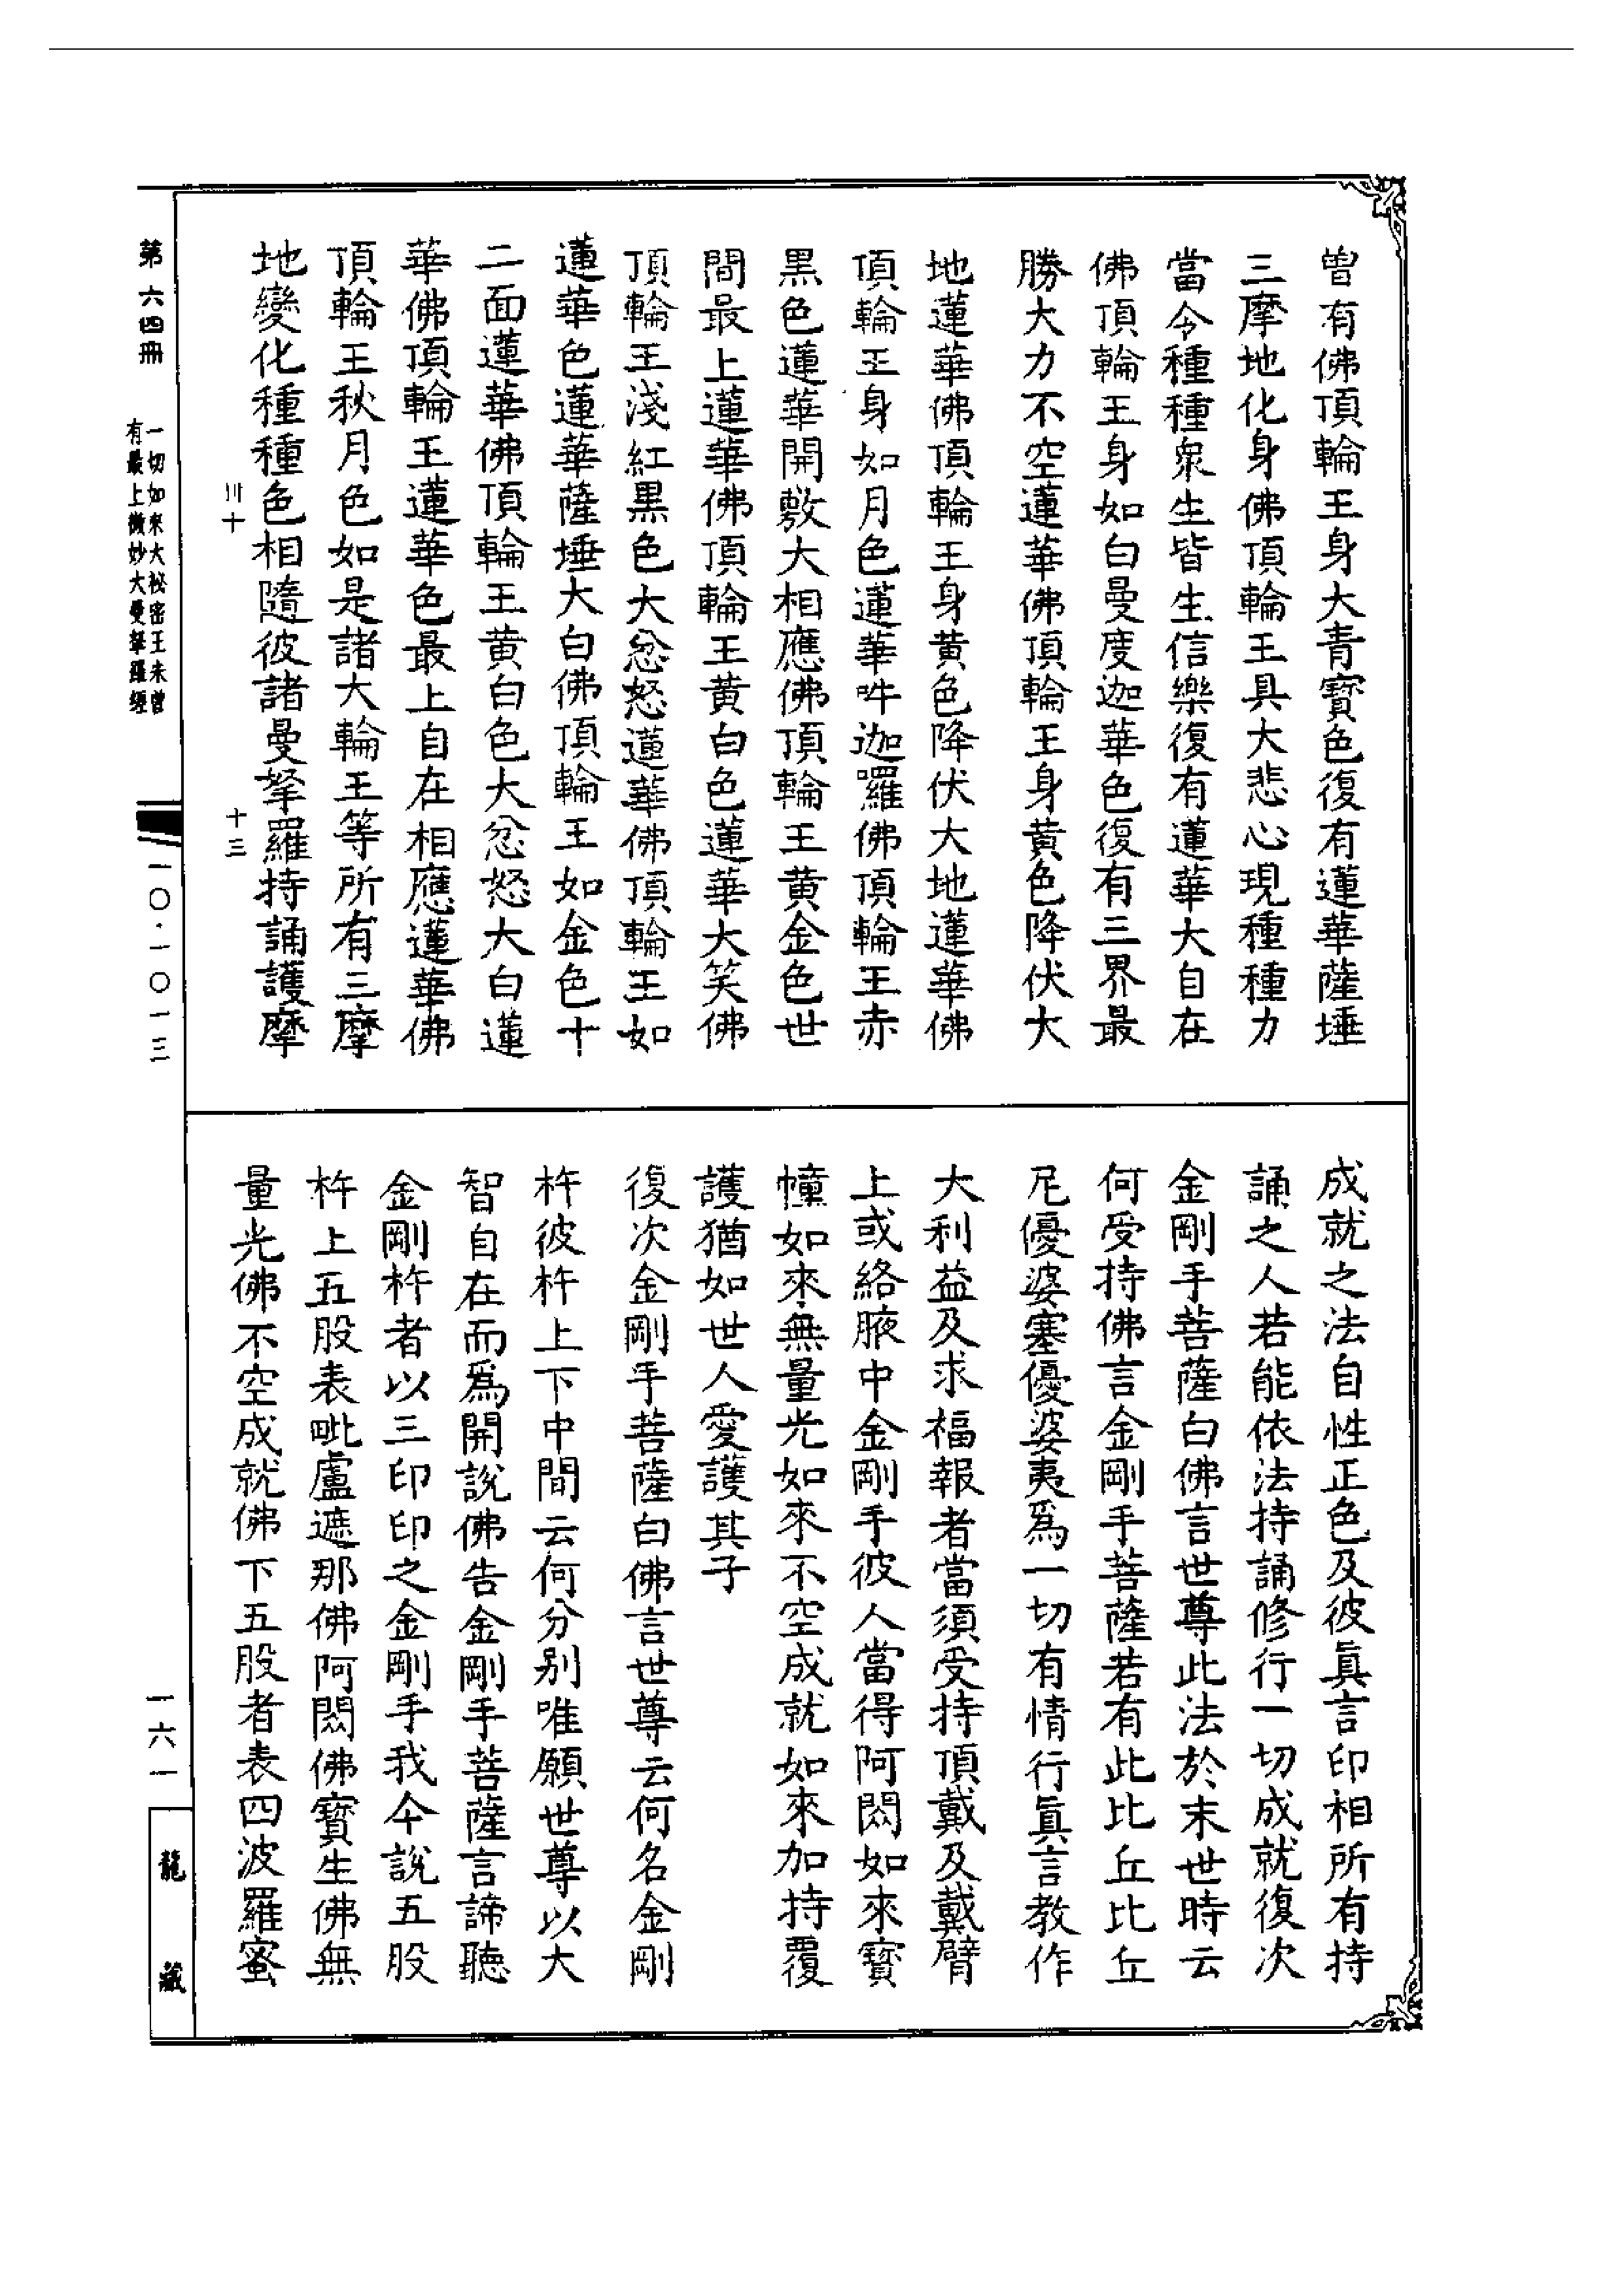 曽有佛頂輪王身大青寳色復有蓮華薩埵
三摩地化身佛頂輪王具大悲心現種種力
當令種種衆生皆生信樂復有蓮華大自在
佛頂輪王身如白曼度迦華色復有三界最
勝大力不空蓮華佛頂輪王身黄色降伏大
地蓮華佛頂輪王身黄色降伏大地蓮華佛
頂輪王身如月色蓮華吽迦羅佛頂輪王赤
黒色蓮華開敷大相應佛頂輪王黄金色世
間最上蓮華佛頂輪王黄白色蓮華大笑佛
頂輪王淺紅黒色大忿怒蓮華佛頂輪王如
蓮華色蓮華薩埵大白佛頂輪王如金色十
二面蓮華佛頂輪王黄白色大忿怒大白蓮
華佛頂輪王蓮華色最上自在相應蓮華佛
頂輪王秋月色如是諸大輪王等所有三摩
地變化種種色相隨彼諸曼拏羅持誦護摩
成就之法自性正色及彼眞言印相所有持
誦之人若能依法持誦修行一切成就復次
金剛手菩薩白佛言世尊此法於末世時云
何受持佛言金剛手菩薩若有此比丘比丘
尼優婆塞優婆夷爲一切有情行眞言教作
大利益及求福報者當須受持頂戴及戴臂
上或絡腋中金剛手彼人當得阿閦如來寳
幢如來無量光如來不空成就如來加持覆
護猶如世人愛護其子
復次金剛手菩薩白佛言世尊云何名金剛
杵彼杵上下中間云何分别唯願世尊以大
智自在而爲開說佛告金剛手菩薩言諦聽
金剛杵者以三印印之金剛手我今說五股
杵上五股表毗盧遮那佛阿閦佛寳生佛無
量光佛不空成就佛下五股者表四波羅蜜
第六四冊
一切如來大祕密王未曾
有最上微妙大曼拏羅經
卅十
十三
一〇·一〇一三
一六一
龍藏